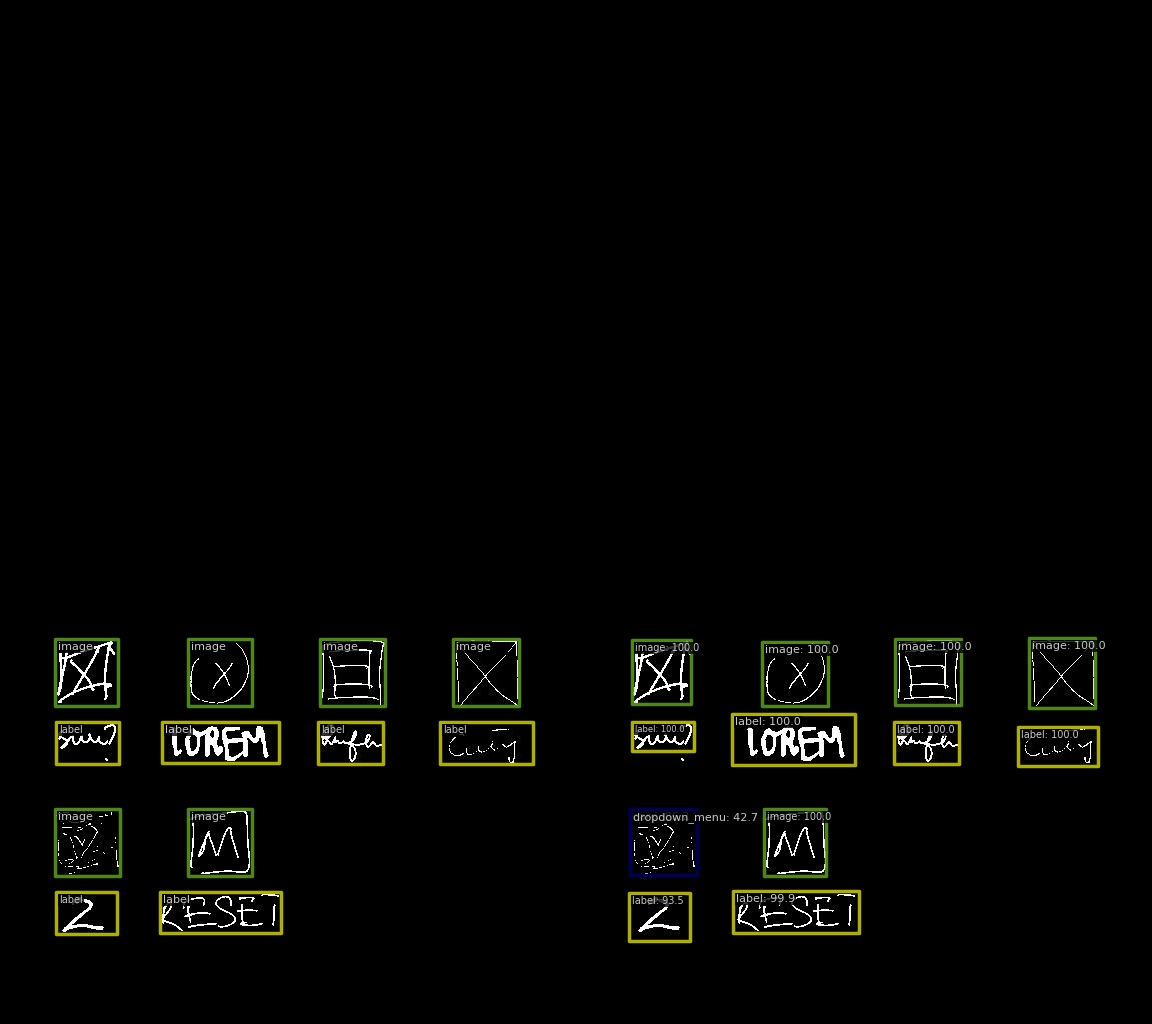 image image image image image: 100.0 image: 100.0 image: 100.0 image: 100.0
X X
label label label label label: 100.0 label: 100.0 label: 100.0 label: 100.0
LOREM LOREM
image image dropdown_menu: 42.7 image: 100.0
M M
label label label: 93.5 label: 99.9
2 RESET RESET